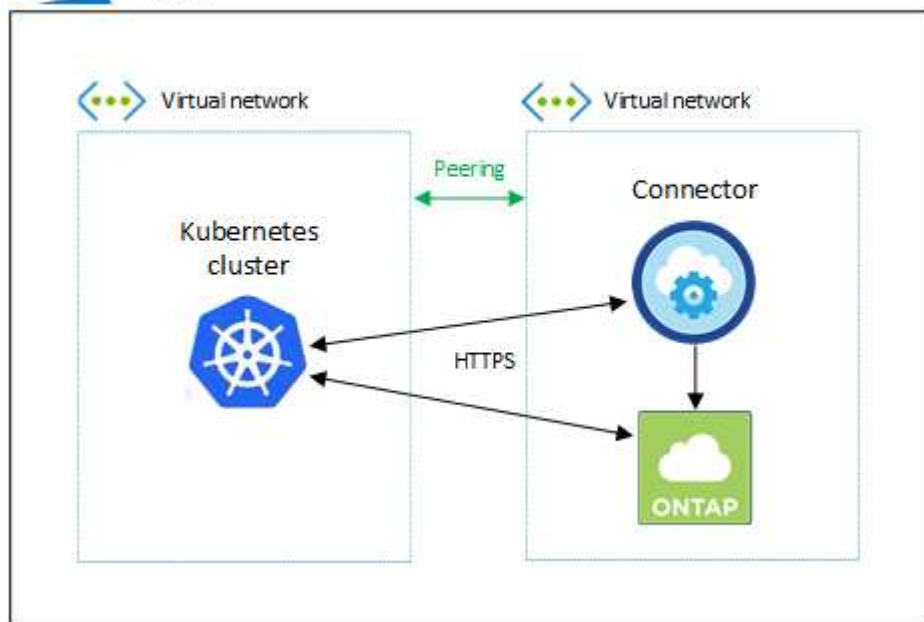 Virtual network
Virtual network
Peering
Connector
Kubernetes
cluster
HTTPS
ONTAP